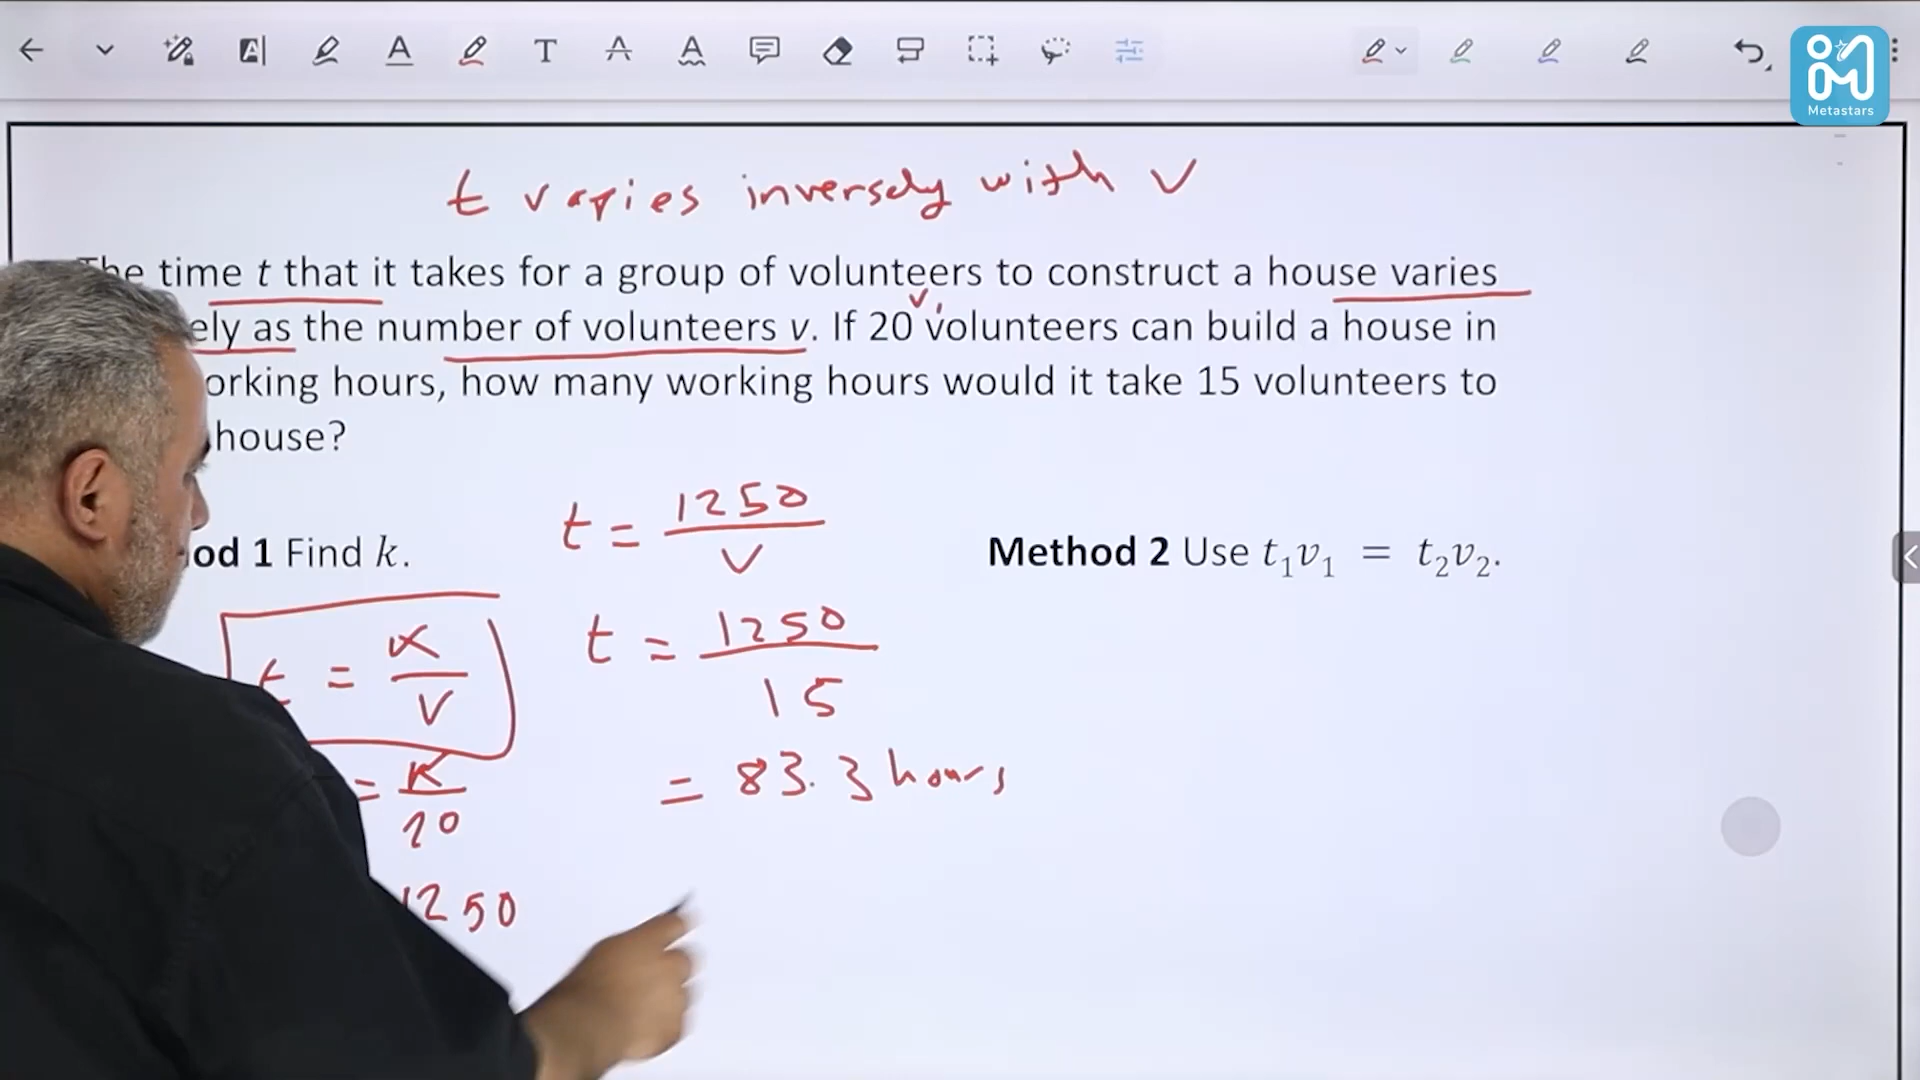 Metastars
t varies inversely with v
The time t that it takes for a group of volunteers to construct a house varies
ely as the number of volunteers v. If 20 volunteers can build a house in
orking hours, how many working hours would it take 15 volunteers to
house?
od 1 Find k.
Method 2 Use t₁v₁ = t₂v₂.
t = 1250 / v
t = k / v
t = 1250 / 15
= k / 20
= 83.3 hours
1250